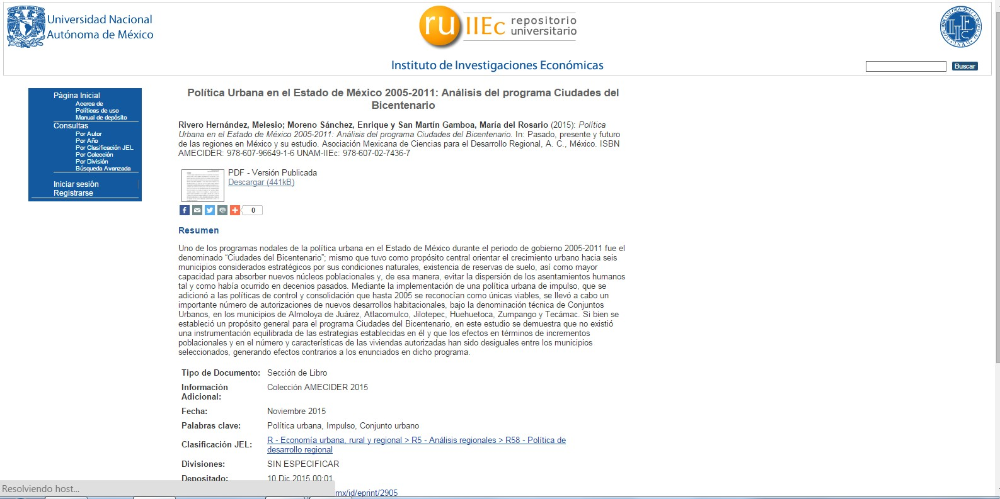 Universidad Nacional
Autónoma de México
ru IIEc repositorio
universitario
Instituto de Investigaciones Económicas
Buscar
Página Inicial
Acerca de
Políticas de uso
Manual de depósito
Consultas
Por Autor
Por Año
Por Clasificación JEL
Por Colección
Por División
Búsqueda Avanzada
Iniciar sesión
Registrarse
Política Urbana en el Estado de México 2005-2011: Análisis del programa Ciudades del
Bicentenario
Rivero Hernández, Melesio; Moreno Sánchez, Enrique y San Martín Gamboa, María del Rosario (2015): Política
Urbana en el Estado de México 2005-2011: Análisis del programa Ciudades del Bicentenario. In: Pasado, presente y futuro
de las regiones en México y su estudio. Asociación Mexicana de Ciencias para el Desarrollo Regional, A. C., México. ISBN
AMECIDER: 978-607-96649-1-6 UNAM-IIEc: 978-607-02-7436-7
PDF - Versión Publicada
Descargar (441kB)
0
Resumen
Uno de los programas nodales de la política urbana en el Estado de México durante el periodo de gobierno 2005-2011 fue el
denominado “Ciudades del Bicentenario”; mismo que tuvo como propósito central orientar el crecimiento urbano hacia seis
municipios considerados estratégicos por sus condiciones naturales, existencia de reservas de suelo, así como mayor
capacidad para absorber nuevos núcleos poblacionales y, de esa manera, evitar la dispersión de los asentamientos humanos
tal y como había ocurrido en decenios pasados. Mediante la implementación de una política urbana de impulso, que se
adicionó a las políticas de control y consolidación que hasta 2005 se reconocían como únicas viables, se llevó a cabo un
importante número de autorizaciones de nuevos desarrollos habitacionales, bajo la denominación técnica de Conjuntos
Urbanos, en los municipios de Almoloya de Juárez, Atlacomulco, Jilotepec, Huehuetoca, Zumpango y Tecámac. Si bien se
estableció un propósito general para el programa Ciudades del Bicentenario, en este estudio se demuestra que no existió
una instrumentación equilibrada de las estrategias establecidas en él y que los efectos en términos de incrementos
poblacionales y en el número y características de las viviendas autorizadas han sido desiguales entre los municipios
seleccionados, generando efectos contrarios a los enunciados en dicho programa.
Tipo de Documento: Sección de Libro
Información Colección AMECIDER 2015
Adicional:
Fecha: Noviembre 2015
Palabras clave: Política urbana, Impulso, Conjunto urbano
Clasificación JEL: R - Economía urbana, rural y regional > R5 - Análisis regionales > R58 - Política de
desarrollo regional
Divisiones: SIN ESPECIFICAR
Depositado: 10 Dic 2015 00:01
Resolviendo host...
mx/id/eprint/2905